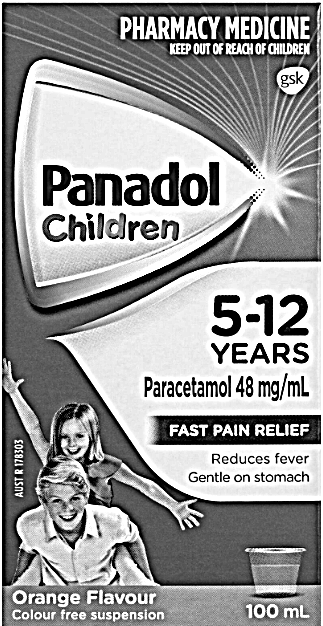 PHARMACY MEDICINE
KEEP OUT OF REACH OF CHILDREN
gsk
Panadol
Children
5-12
YEARS
Paracetamol 48 mg/mL
FAST PAIN RELIEF
Reduces fever
Gentle on stomach
AUST R 178303
Orange Flavour
Colour free suspension
100 mL